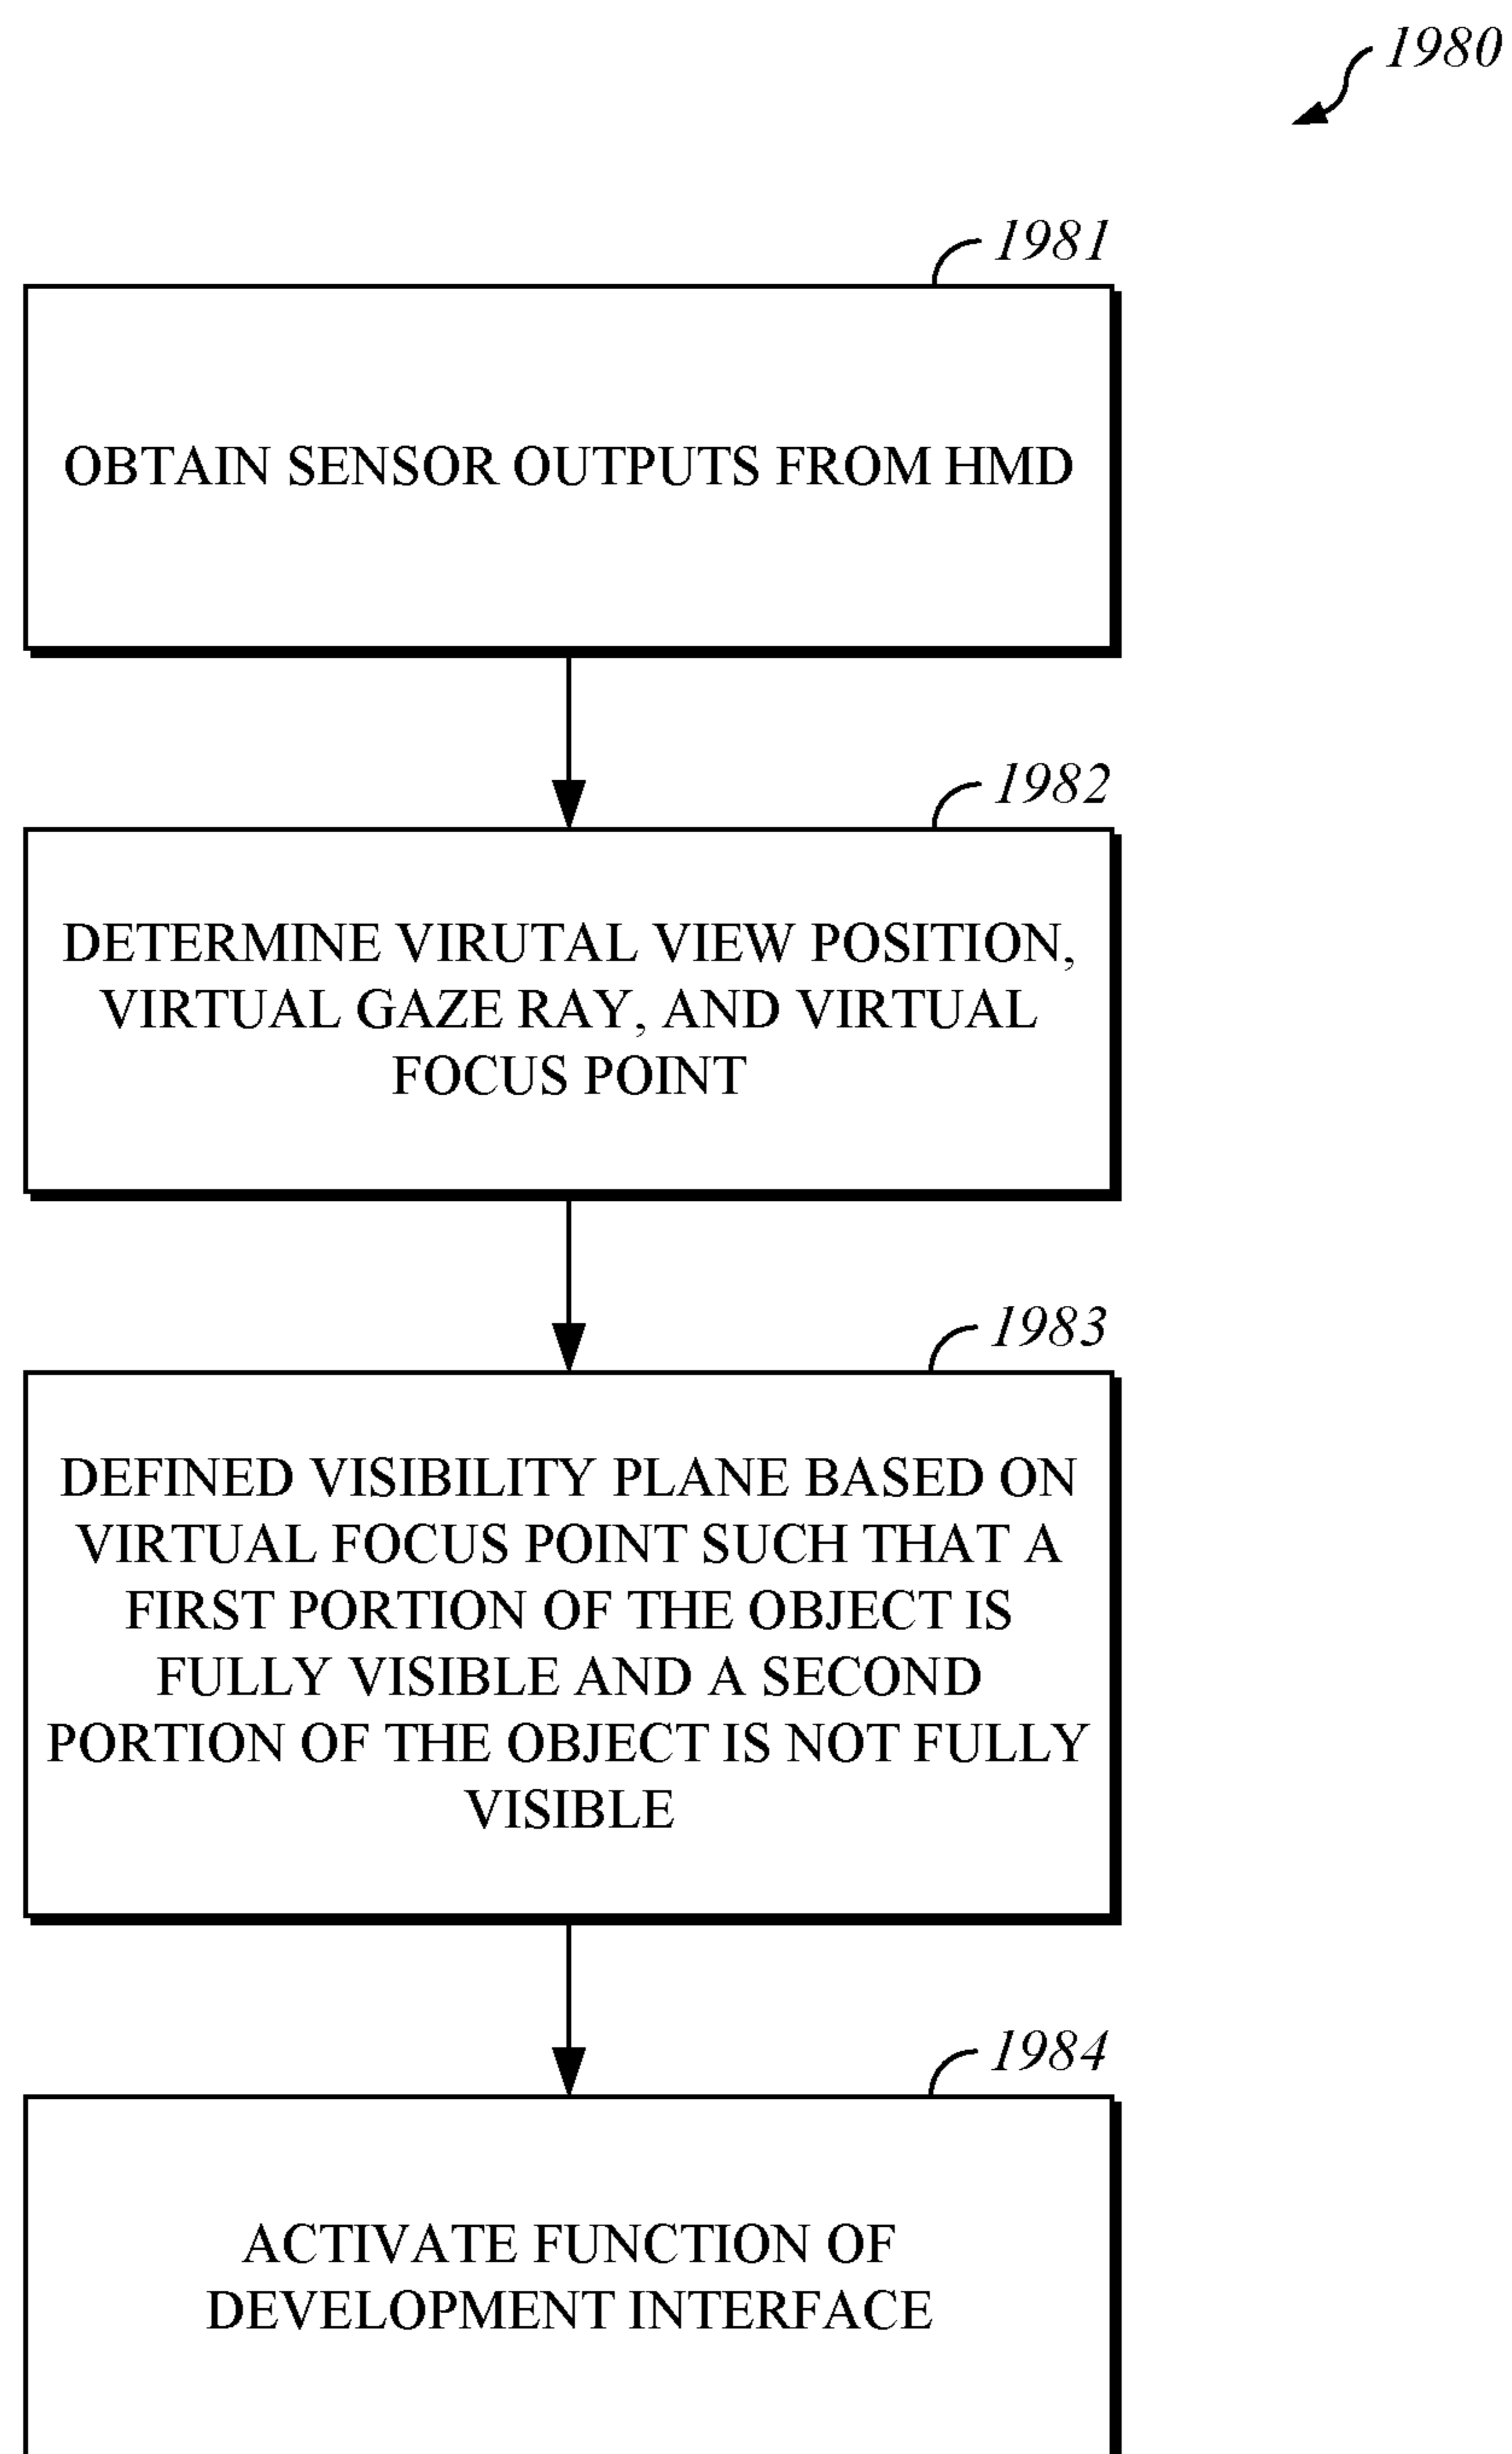 1980
1981
OBTAIN SENSOR OUTPUTS FROM HMD
1982
DETERMINE VIRUTAL VIEW POSITION,
VIRTUAL GAZE RAY, AND VIRTUAL
FOCUS POINT
1983
DEFINED VISIBILITY PLANE BASED ON
VIRTUAL FOCUS POINT SUCH THAT A
FIRST PORTION OF THE OBJECT IS
FULLY VISIBLE AND A SECOND
PORTION OF THE OBJECT IS NOT FULLY
VISIBLE
1984
ACTIVATE FUNCTION OF
DEVELOPMENT INTERFACE